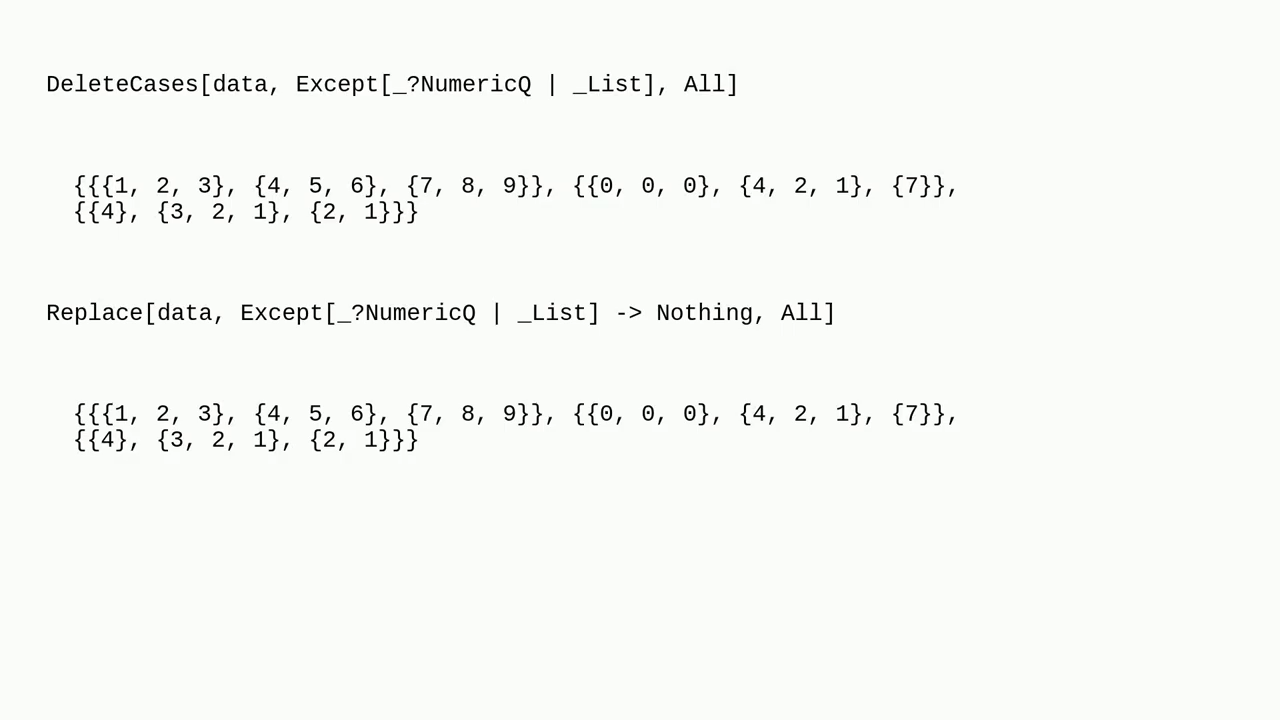 DeleteCases[data, Except[_?NumericQ | _List], All]
{{{1, 2, 3}, {4, 5, 6}, {7, 8, 9}}, {{0, 0, 0}, {4, 2, 1}, {7}},
{{4}, {3, 2, 1}, {2, 1}}}
Replace[data, Except[_?NumericQ | _List] -> Nothing, All]
{{{1, 2, 3}, {4, 5, 6}, {7, 8, 9}}, {{0, 0, 0}, {4, 2, 1}, {7}},
{{4}, {3, 2, 1}, {2, 1}}}